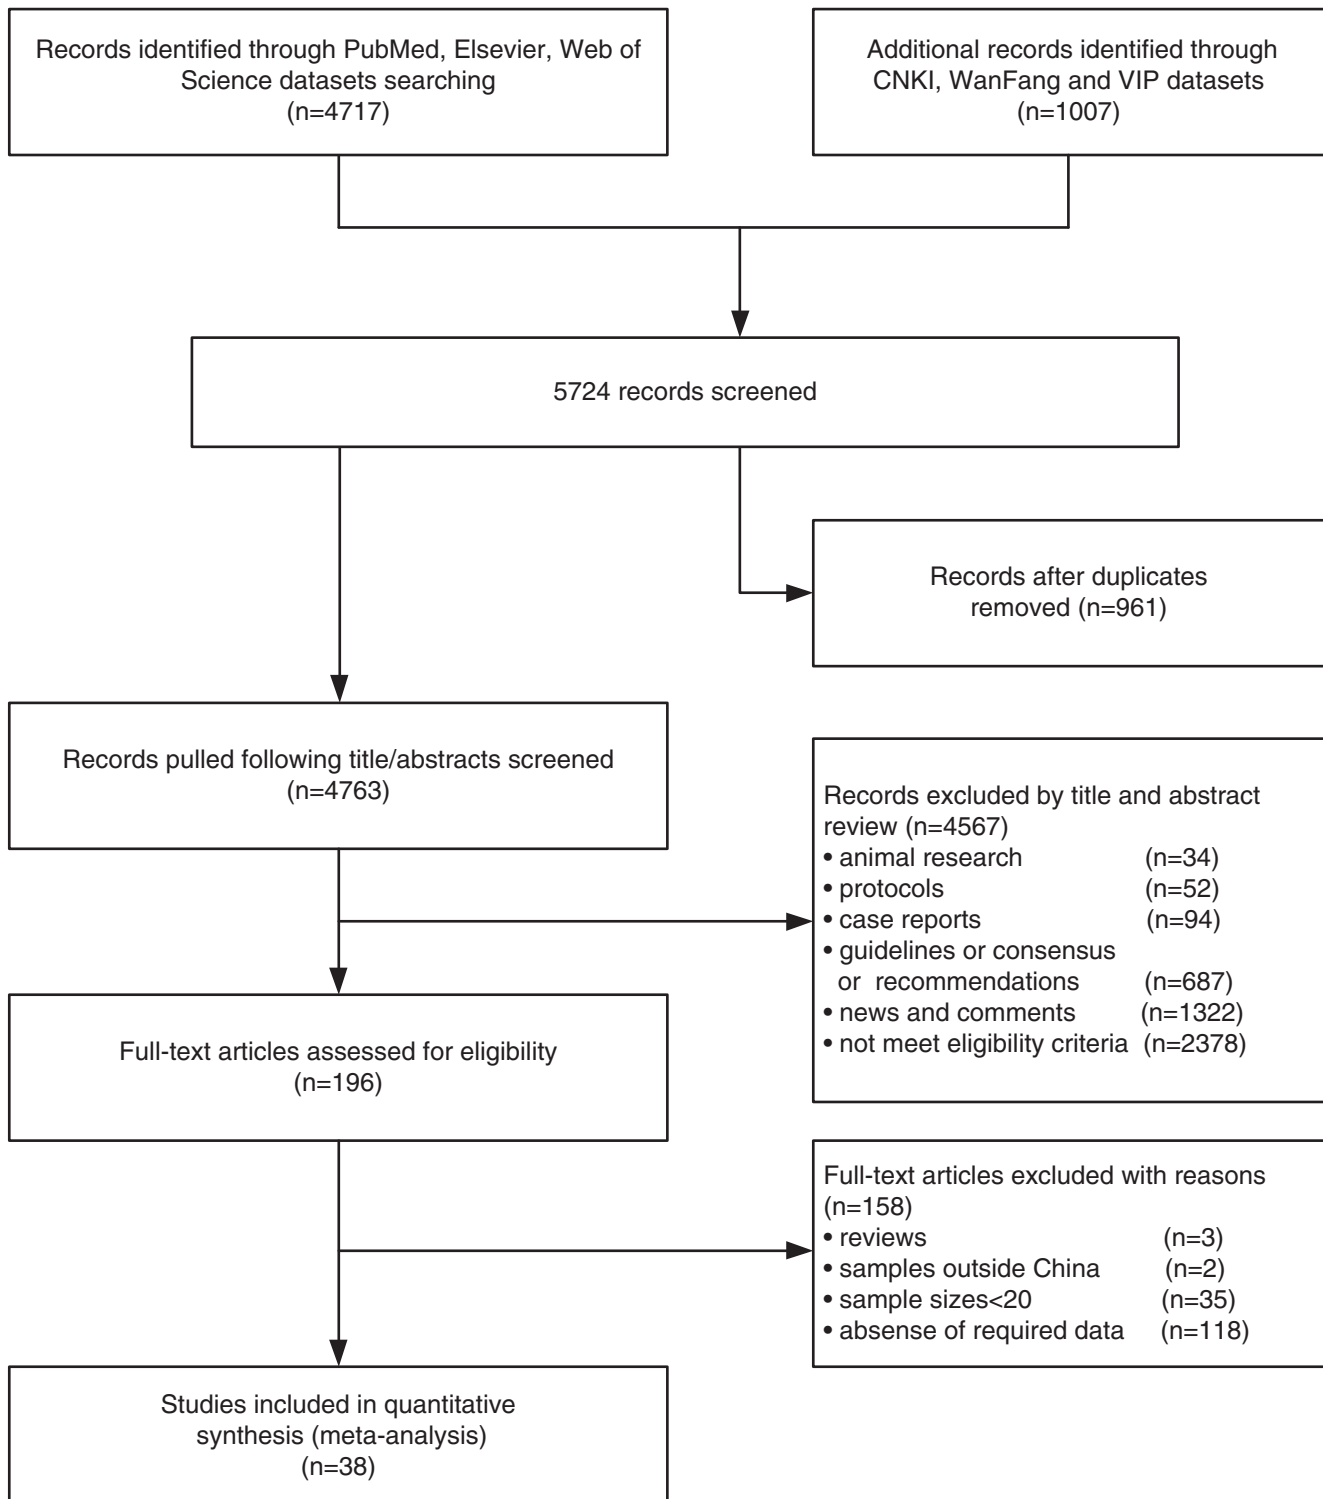 Records identified through PubMed, Elsevier, Web of
Science datasets searching
(n=4717)
Additional records identified through
CNKI, WanFang and VIP datasets
(n=1007)
5724 records screened
Records after duplicates
removed (n=961)
Records pulled following title/abstracts screened
(n=4763)
Records excluded by title and abstract
review (n=4567)
• animal research (n=34)
• protocols (n=52)
• case reports (n=94)
• guidelines or consensus
or recommendations (n=687)
• news and comments (n=1322)
• not meet eligibility criteria (n=2378)
Full-text articles assessed for eligibility
(n=196)
Full-text articles excluded with reasons
(n=158)
• reviews (n=3)
• samples outside China (n=2)
• sample sizes<20 (n=35)
• absense of required data (n=118)
Studies included in quantitative
synthesis (meta-analysis)
(n=38)